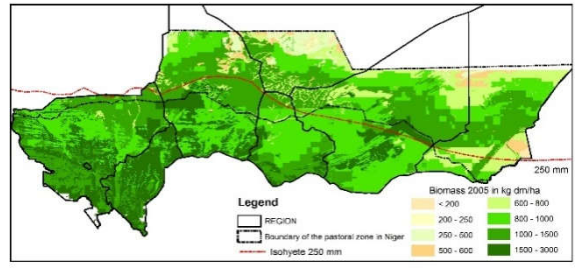 250 mm
Legend
REGION
Boundary of the pastoral zone in Niger
Isohyete 250 mm
Biomass 2005 in kg dm/ha
< 200
200 - 250
250 - 500
500 - 600
600 - 800
800 - 1000
1000 - 1500
1500 - 3000